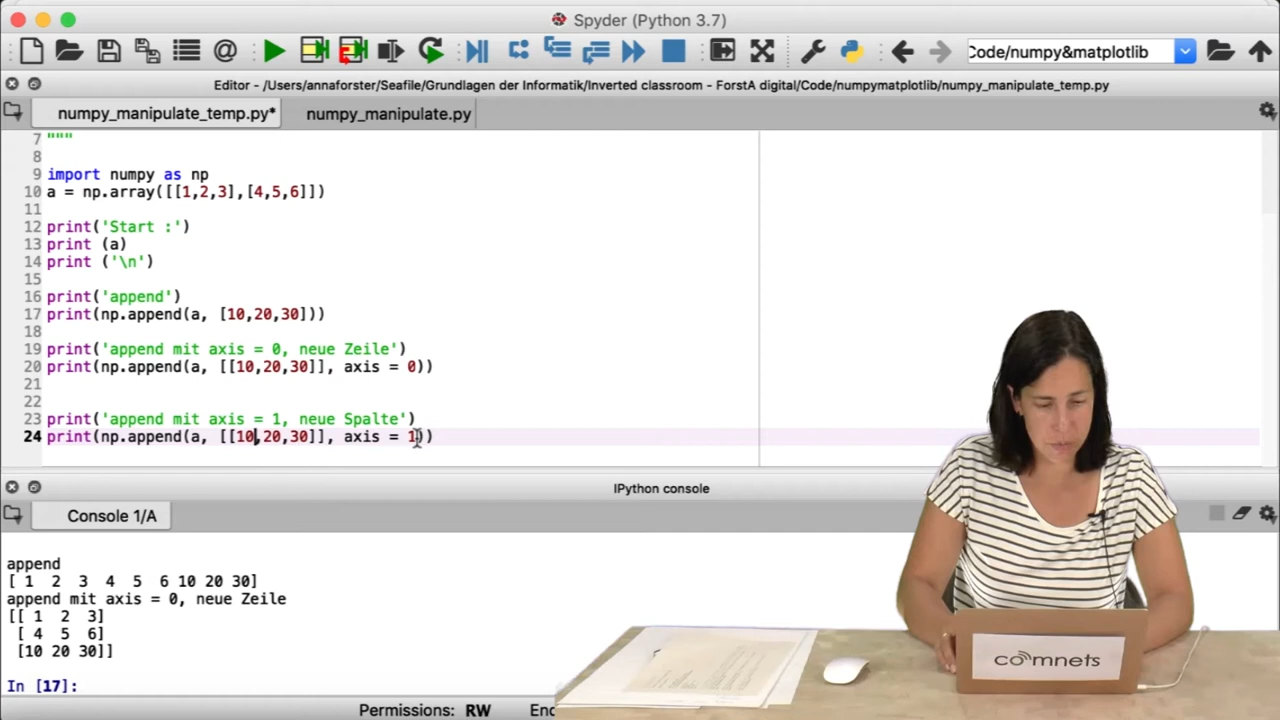 Spyder (Python 3.7)
Code/numpy&matplotlib
Editor - /Users/annaforster/Seafile/Grundlagen der Informatik/Inverted classroom - ForstA digital/Code/numpymatplotlib/numpy_manipulate_temp.py
numpy_manipulate_temp.py*
numpy_manipulate.py
7 """
8
9 import numpy as np
10 a = np.array([[1,2,3],[4,5,6]])
11
12 print('Start :')
13 print (a)
14 print ('\n')
15
16 print('append')
17 print(np.append(a, [10,20,30]))
18
19 print('append mit axis = 0, neue Zeile')
20 print(np.append(a, [[10,20,30]], axis = 0))
21
22
23 print('append mit axis = 1, neue Spalte')
24 print(np.append(a, [[10,20,30]], axis = 1))
IPython console
Console 1/A
append
[ 1 2 3 4 5 6 10 20 30]
append mit axis = 0, neue Zeile
[[ 1 2 3]
[ 4 5 6]
[10 20 30]]
In [17]:
Permissions: RW
comnets